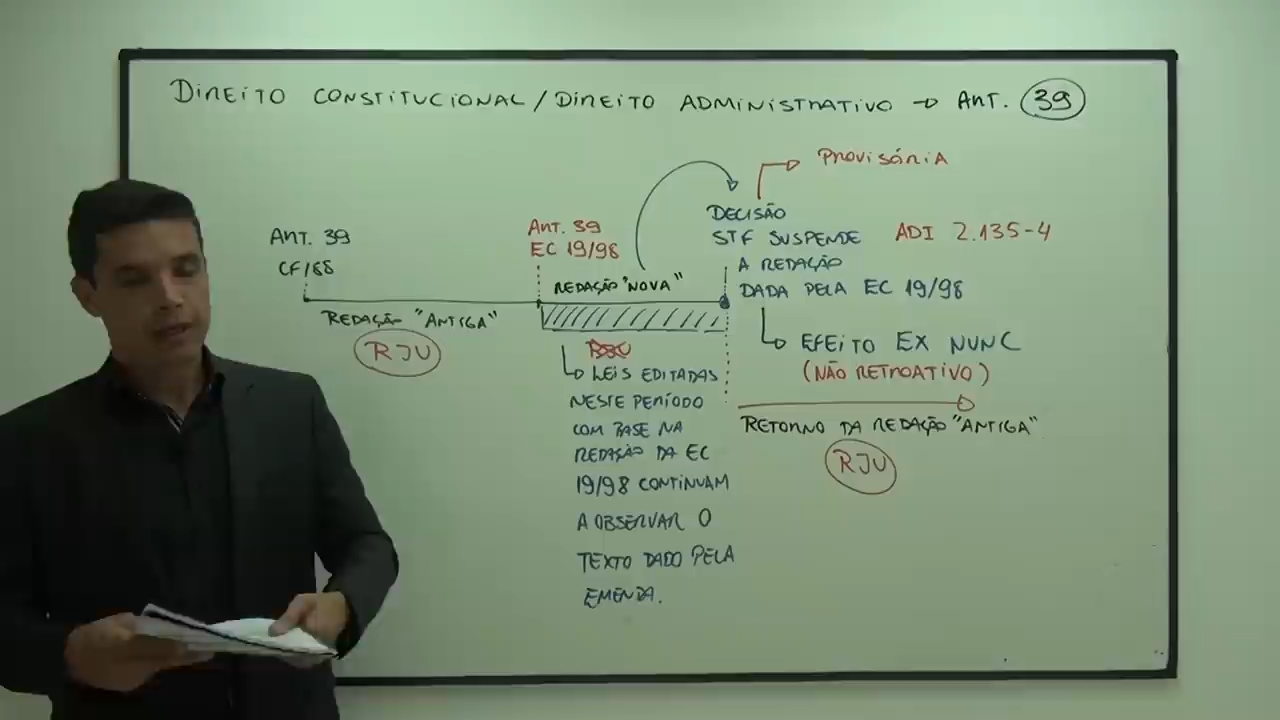 DIREITO CONSTITUCIONAL / DIREITO ADMINISTRATIVO → ART. 39
PROVISÓRIA
ART. 39
CF/88
REDAÇÃO "ANTIGA"
RJU
ART. 39
EC 19/98
REDAÇÃO "NOVA"
LEIS EDITADAS
NESTE PERÍODO
COM BASE NA
REDAÇÃO DA EC
19/98 CONTINUAM
A OBSERVAR O
TEXTO DADO PELA
EMENDA.
DECISÃO
STF SUSPENDE
A REDAÇÃO
DADA PELA EC 19/98
ADI 2.135-4
EFEITO EX NUNC
(NÃO RETROATIVO)
RETORNO DA REDAÇÃO "ANTIGA"
RJU